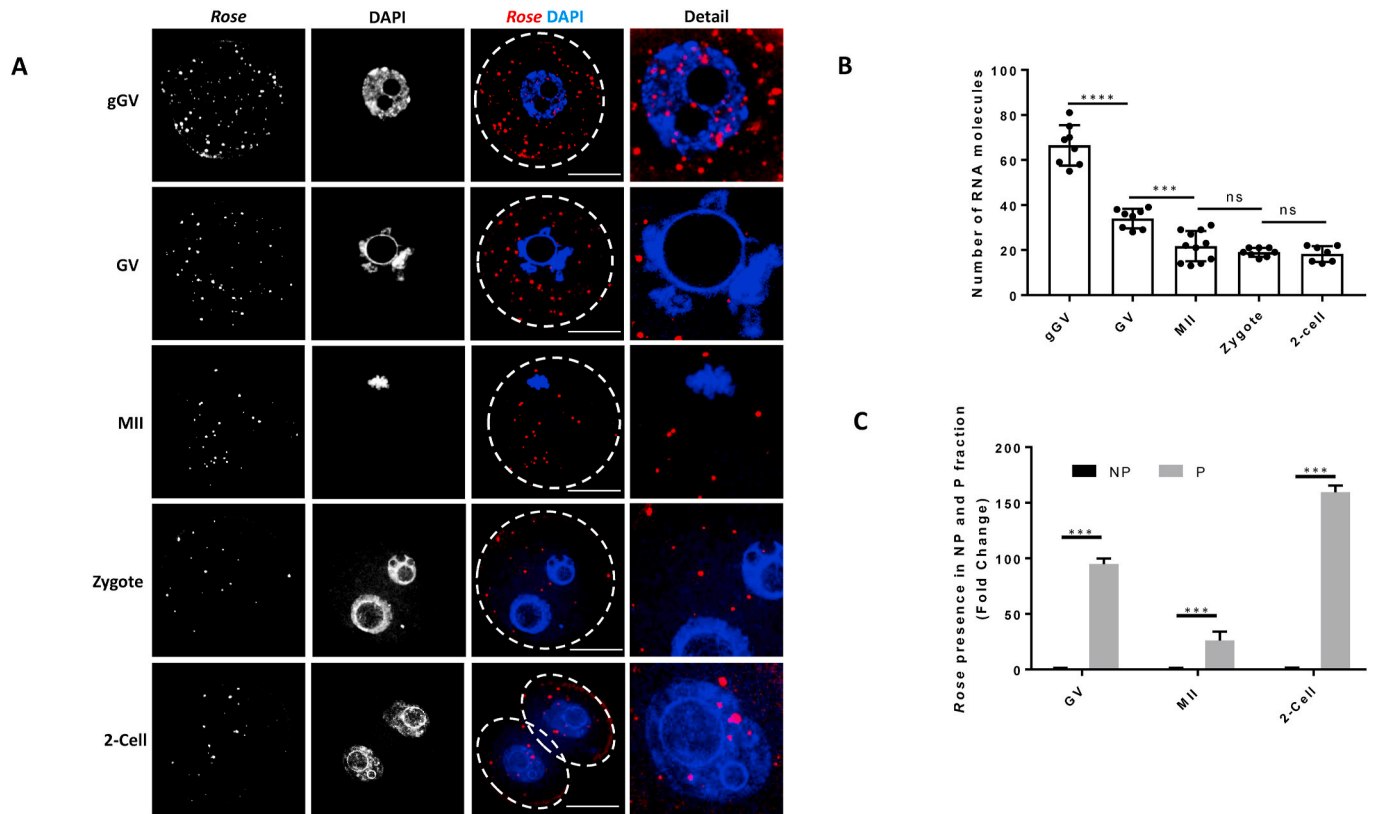 A
Rose DAPI Rose DAPI Detail
gGV
GV
MII
Zygote
2-Cell
B
Number of RNA molecules
100
80
60
40
20
0
****
***
ns
ns
gGV GV MII Zygote 2-cell
C
Rose presence in NP and P fraction
(Fold Change)
200
150
100
50
0
NP P
***
***
***
GV MII 2-Cell